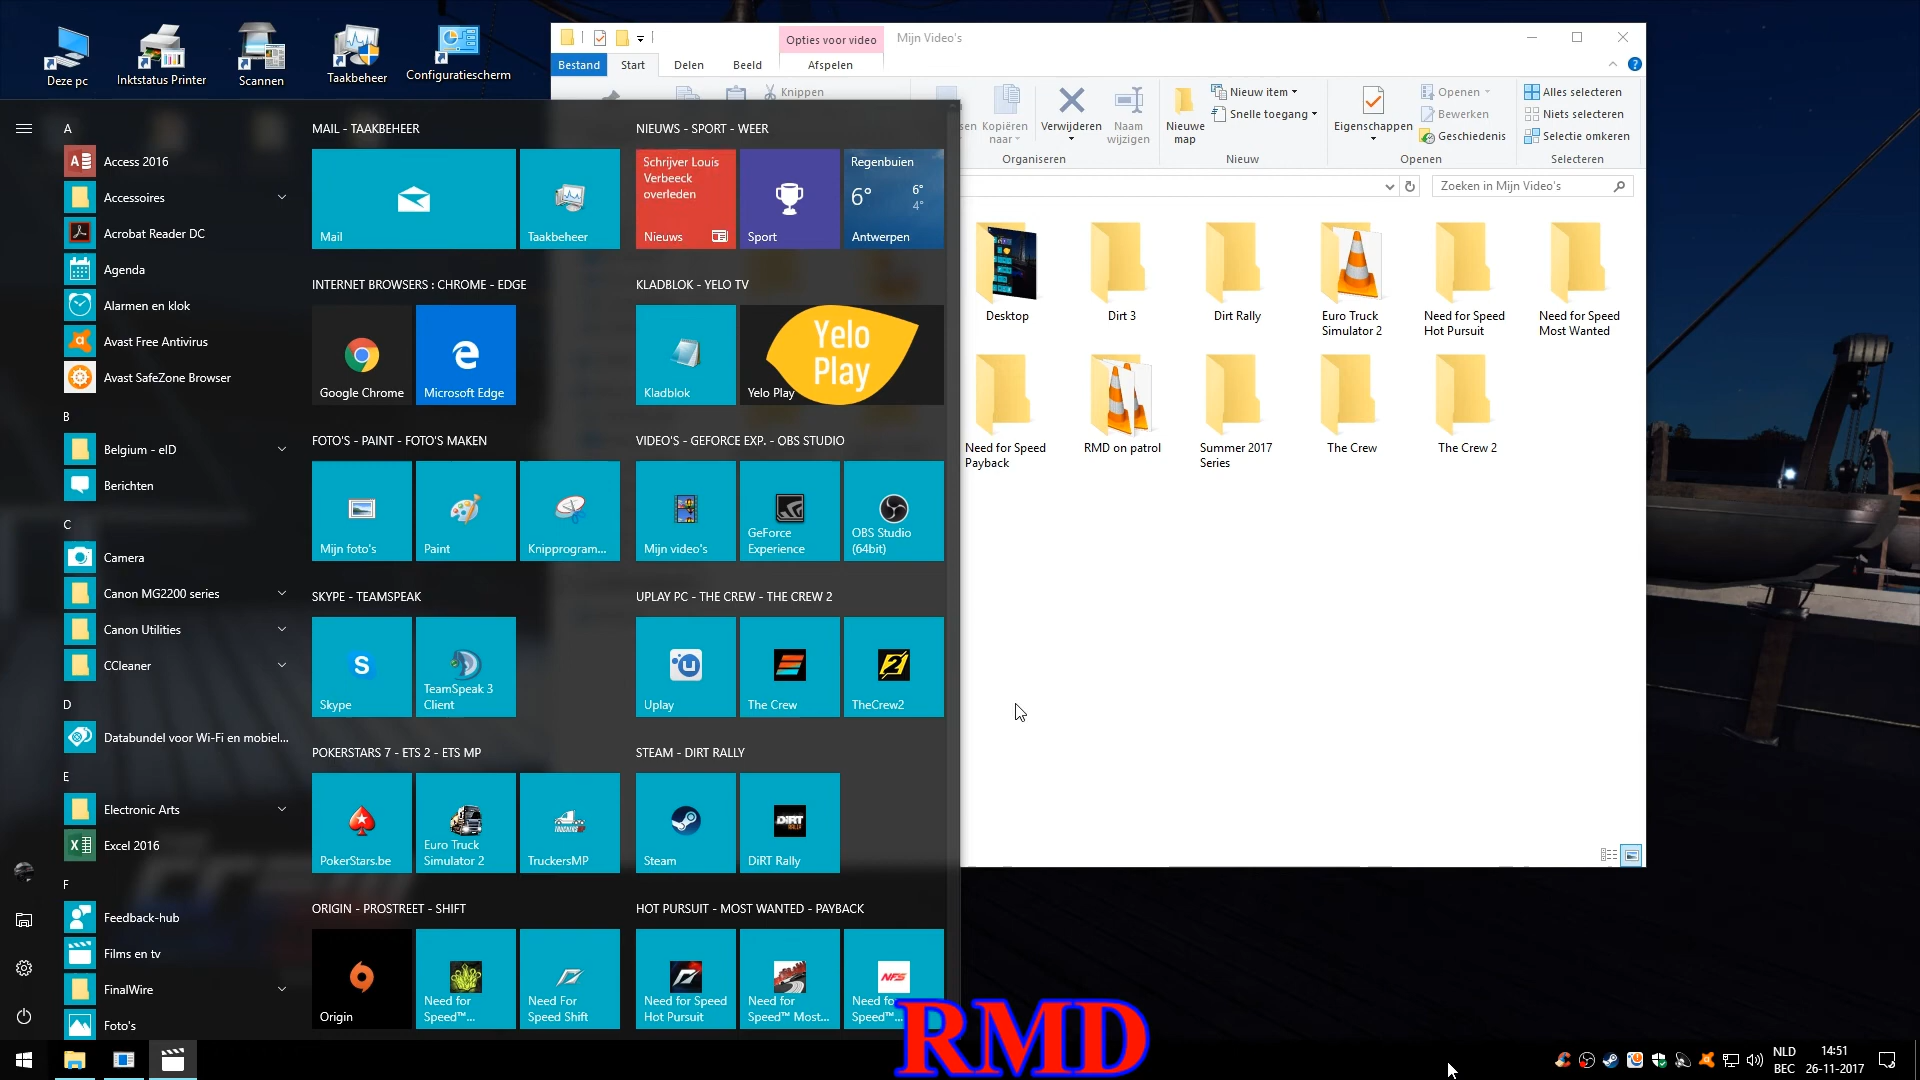 Deze pc
Inktstatus Printer
Scannen
Taakbeheer
Configuratiescherm
Opties voor video
Mijn Video's
Bestand
Start
Delen
Beeld
Afspelen
Knippen
Kopiëren
naar
Verwijderen
Naam
wijzigen
Organiseren
Nieuwe
map
Nieuw item
Snelle toegang
Nieuw
Eigenschappen
Openen
Bewerken
Geschiedenis
Openen
Alles selecteren
Niets selecteren
Selectie omkeren
Selecteren
Zoeken in Mijn Video's
Desktop
Dirt 3
Dirt Rally
Euro Truck
Simulator 2
Need for Speed
Hot Pursuit
Need for Speed
Most Wanted
Need for Speed
Payback
RMD on patrol
Summer 2017
Series
The Crew
The Crew 2
A
Access 2016
Accessoires
Acrobat Reader DC
Agenda
Alarmen en klok
Avast Free Antivirus
Avast SafeZone Browser
B
Belgium - eID
Berichten
C
Camera
Canon MG2200 series
Canon Utilities
CCleaner
D
Databundel voor Wi-Fi en mobiel...
E
Electronic Arts
Excel 2016
F
Feedback-hub
Films en tv
FinalWire
Foto's
MAIL - TAAKBEHEER
Mail
Taakbeheer
NIEUWS - SPORT - WEER
Schrijver Louis
Verbeeck
overleden
Nieuws
Sport
Regenbuien
6°
6°
4°
Antwerpen
INTERNET BROWSERS : CHROME - EDGE
Google Chrome
Microsoft Edge
KLADBLOK - YELO TV
Kladblok
Yelo
Play
Yelo Play
FOTO'S - PAINT - FOTO'S MAKEN
Mijn foto's
Paint
Knipprogram...
VIDEO'S - GEFORCE EXP. - OBS STUDIO
Mijn video's
GeForce
Experience
OBS Studio
(64bit)
SKYPE - TEAMSPEAK
Skype
TeamSpeak 3
Client
UPLAY PC - THE CREW - THE CREW 2
Uplay
The Crew
TheCrew2
POKERSTARS 7 - ETS 2 - ETS MP
PokerStars.be
Euro Truck
Simulator 2
TruckersMP
STEAM - DIRT RALLY
Steam
DiRT Rally
ORIGIN - PROSTREET - SHIFT
Origin
Need for
Speed™...
Need For
Speed Shift
HOT PURSUIT - MOST WANTED - PAYBACK
Need for Speed
Hot Pursuit
Need for
Speed™ Most...
NFS
Need for
Speed™...
RMD
NLD
BEC
14:51
26-11-2017